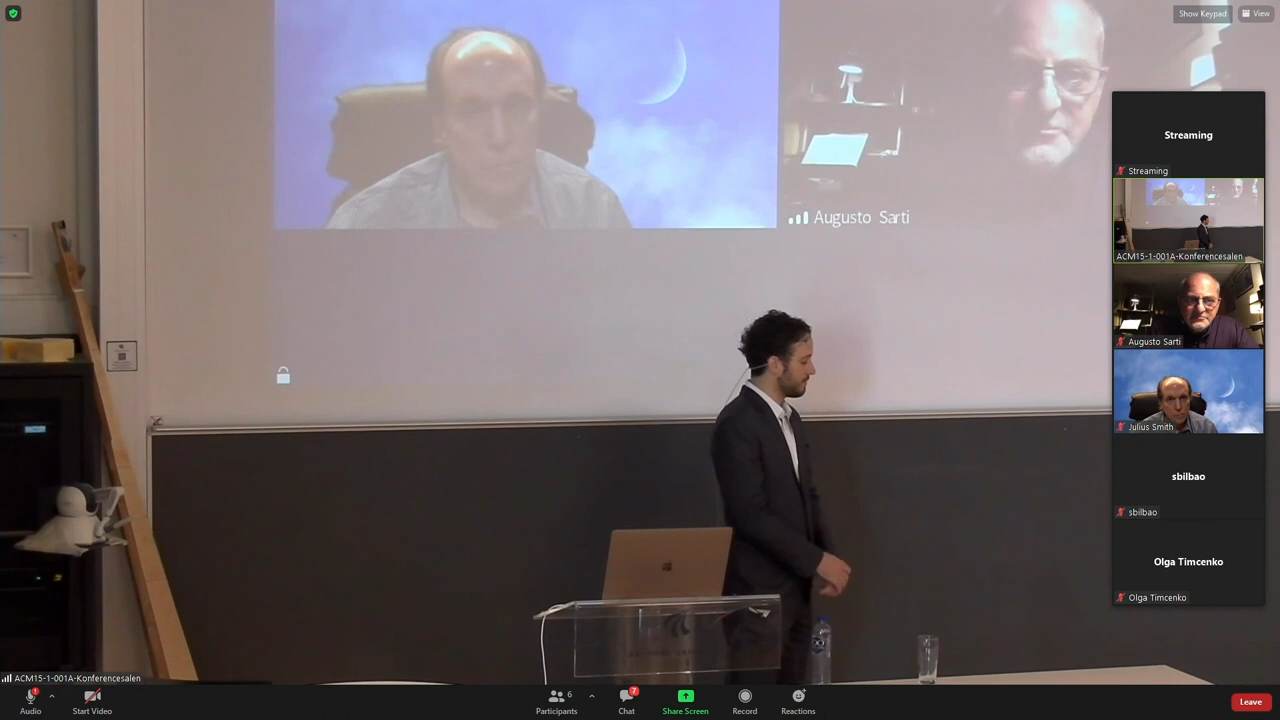 Show Keypad
View
Augusto Sarti
Streaming
Streaming
ACM15-1-001A-Konferencesalen
Augusto Sarti
Julius Smith
sbilbao
sbilbao
Olga Timcenko
Olga Timcenko
ACM15-1-001A-Konferencesalen
Audio
Start Video
Participants
6
Chat
7
Share Screen
Record
Reactions
Leave